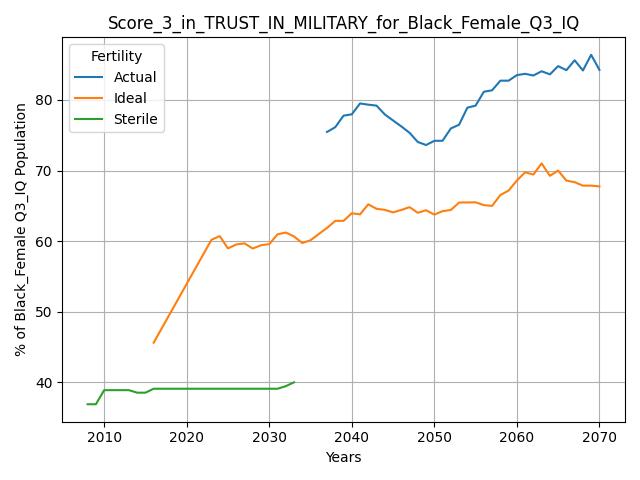 Score_3_in_TRUST_IN_MILITARY_for_Black_Female_Q3_IQ
Fertility
Actual
Ideal
Sterile
% of Black_Female Q3_IQ Population
80
70
60
50
40
2010 2020 2030 2040 2050 2060 2070
Years